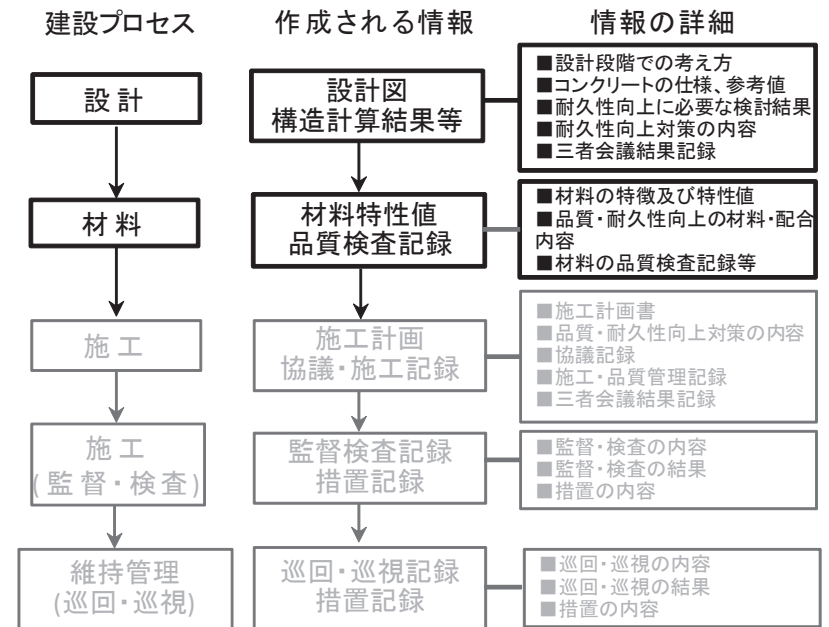 建設プロセス
作成される情報
情報の詳細
設計
設計図
構造計算結果等
■設計段階での考え方
■コンクリートの仕様、参考値
■耐久性向上に必要な検討結果
■耐久性向上対策の内容
■三者会議結果記録
材料
材料特性値
品質検査記録
■材料の特徴及び特性値
■品質・耐久性向上の材料・配合
内容
■材料の品質検査記録等
施工
施工計画
協議・施工記録
■施工計画書
■品質・耐久性向上対策の内容
■協議記録
■施工・品質管理記録
■三者会議結果記録
施工
(監督・検査)
監督検査記録
措置記録
■監督・検査の内容
■監督・検査の結果
■措置の内容
維持管理
(巡回・巡視)
巡回・巡視記録
措置記録
■巡回・巡視の内容
■巡回・巡視の結果
■措置の内容